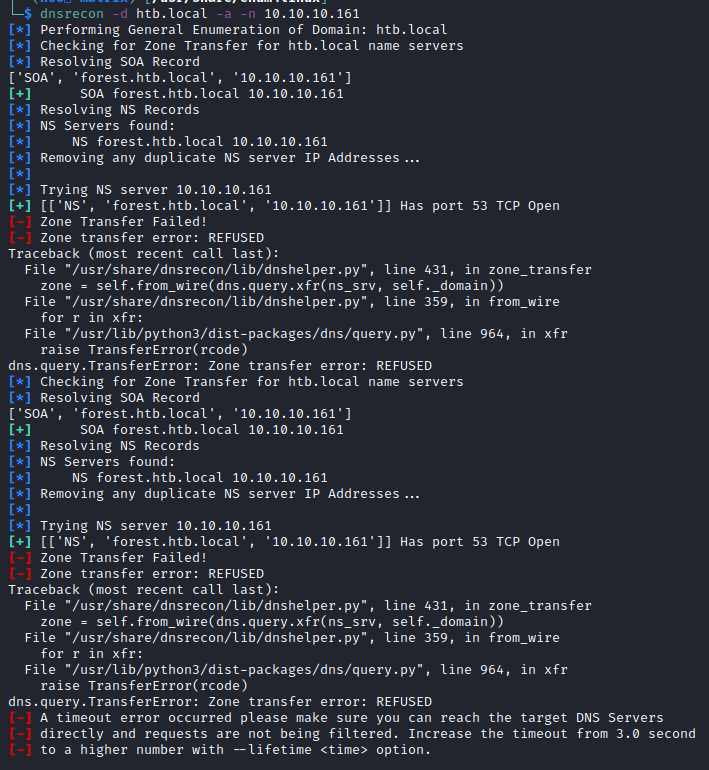 └─$ dnsrecon -d htb.local -a -n 10.10.10.161
[*] Performing General Enumeration of Domain: htb.local
[*] Checking for Zone Transfer for htb.local name servers
[*] Resolving SOA Record
['SOA', 'forest.htb.local', '10.10.10.161']
[+]      SOA forest.htb.local 10.10.10.161
[*] Resolving NS Records
[*] NS Servers found:
[*]     NS forest.htb.local 10.10.10.161
[*] Removing any duplicate NS server IP Addresses...
[*]
[*] Trying NS server 10.10.10.161
[+] [['NS', 'forest.htb.local', '10.10.10.161']] Has port 53 TCP Open
[-] Zone Transfer Failed!
[-] Zone transfer error: REFUSED
Traceback (most recent call last):
  File "/usr/share/dnsrecon/lib/dnshelper.py", line 431, in zone_transfer
    zone = self.from_wire(dns.query.xfr(ns_srv, self._domain))
  File "/usr/share/dnsrecon/lib/dnshelper.py", line 359, in from_wire
    for r in xfr:
  File "/usr/lib/python3/dist-packages/dns/query.py", line 964, in xfr
    raise TransferError(rcode)
dns.query.TransferError: Zone transfer error: REFUSED
[*] Checking for Zone Transfer for htb.local name servers
[*] Resolving SOA Record
['SOA', 'forest.htb.local', '10.10.10.161']
[+]      SOA forest.htb.local 10.10.10.161
[*] Resolving NS Records
[*] NS Servers found:
[*]     NS forest.htb.local 10.10.10.161
[*] Removing any duplicate NS server IP Addresses...
[*]
[*] Trying NS server 10.10.10.161
[+] [['NS', 'forest.htb.local', '10.10.10.161']] Has port 53 TCP Open
[-] Zone Transfer Failed!
[-] Zone transfer error: REFUSED
Traceback (most recent call last):
  File "/usr/share/dnsrecon/lib/dnshelper.py", line 431, in zone_transfer
    zone = self.from_wire(dns.query.xfr(ns_srv, self._domain))
  File "/usr/share/dnsrecon/lib/dnshelper.py", line 359, in from_wire
    for r in xfr:
  File "/usr/lib/python3/dist-packages/dns/query.py", line 964, in xfr
    raise TransferError(rcode)
dns.query.TransferError: Zone transfer error: REFUSED
[-] A timeout error occurred please make sure you can reach the target DNS Servers
[-] directly and requests are not being filtered. Increase the timeout from 3.0 second
[-] to a higher number with --lifetime <time> option.